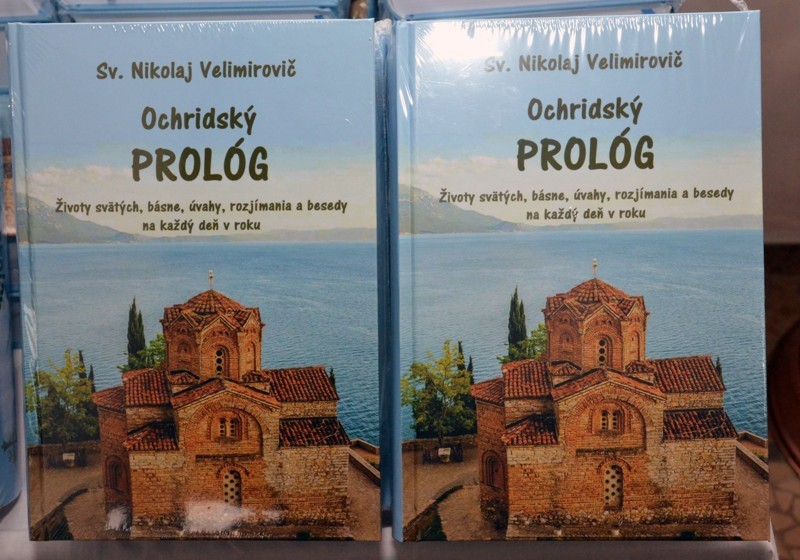 Sv. Nikolaj Velimirovič
Ochridský
PROLÓG
Životy svätých, básne, úvahy, rozjímania a besedy
na každý deň v roku
Sv. Nikolaj Velimirovič
Ochridský
PROLÓG
Životy svätých, básne, úvahy, rozjímania a besedy
na každý deň v roku